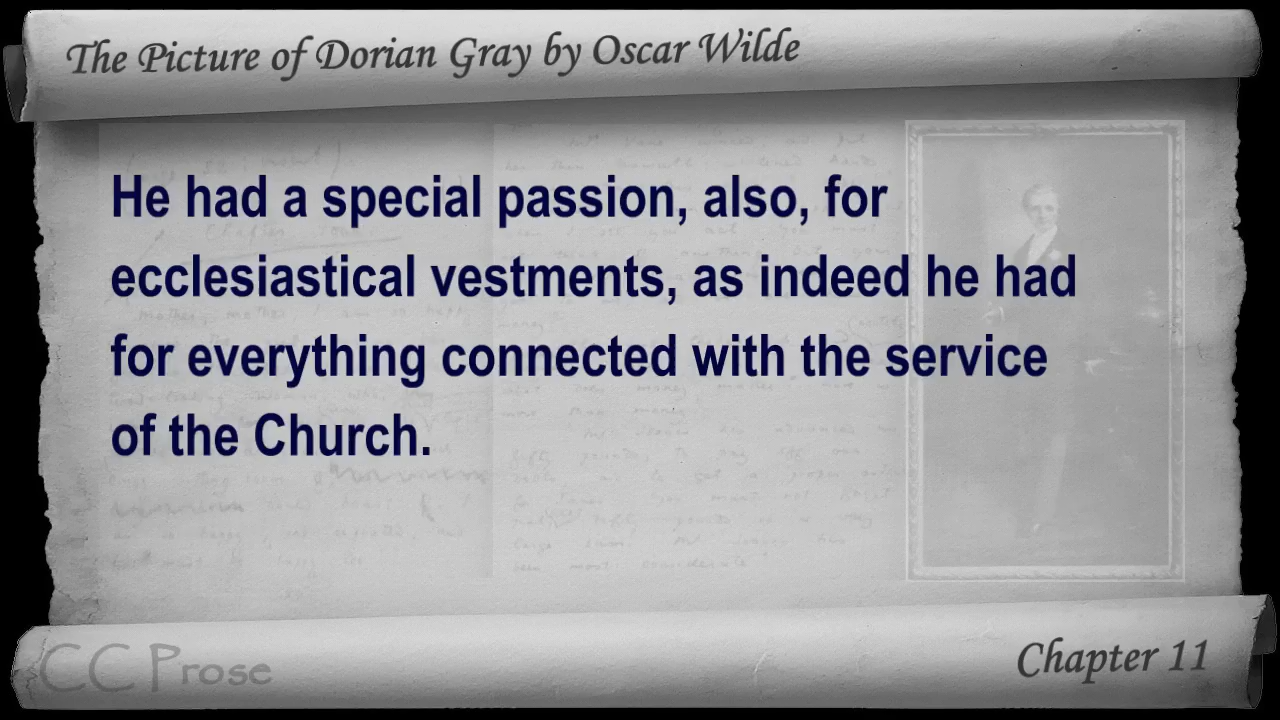 The Picture of Dorian Gray by Oscar Wilde
He had a special passion, also, for
ecclesiastical vestments, as indeed he had
for everything connected with the service
of the Church.
CC Prose
Chapter 11